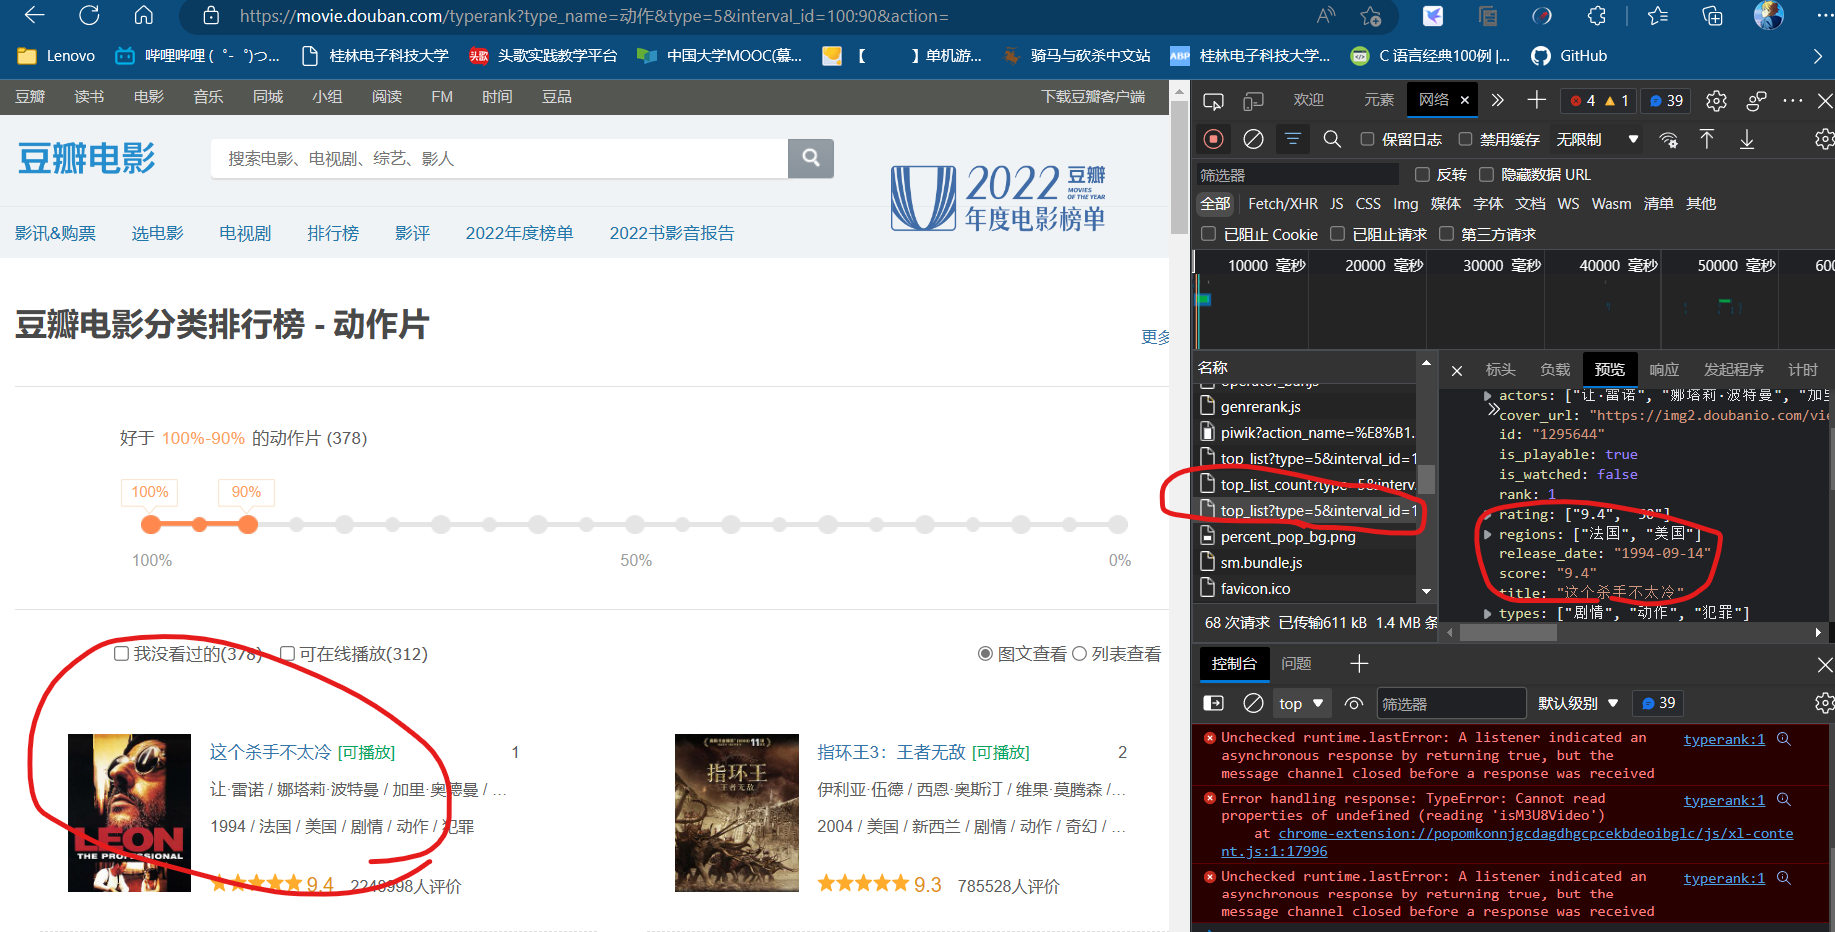 https://movie.douban.com/typerank?type_name=动作&type=5&interval_id=100:90&action=
Lenovo
哔哩哔哩 (゜-゜)つ...
桂林电子科技大学
头歌 头歌实践教学平台
中国大学MOOC(慕...
【 】单机游...
骑马与砍杀中文站
ABP 桂林电子科技大学...
C 语言经典100例 |...
GitHub
豆瓣 读书 电影 音乐 同城 小组 阅读 FM 时间 豆品
下载豆瓣客户端
豆瓣电影
搜索电影、电视剧、综艺、影人
2022 豆瓣
MOVIES OF THE YEAR
年度电影榜单
影讯&购票 选电影 电视剧 排行榜 影评 2022年度榜单 2022书影音报告
豆瓣电影分类排行榜 - 动作片
更多
好于 100%-90% 的动作片 (378)
100% 90%
100% 50% 0%
我没看过的(378) 可在线播放(312)
图文查看 列表查看
LEON
THE PROFESSIONAL
这个杀手不太冷 [可播放] 1
让·雷诺 / 娜塔莉·波特曼 / 加里·奥德曼 / ...
1994 / 法国 / 美国 / 剧情 / 动作 / 犯罪
9.4 2248998人评价
指环王
王者无敌
11
指环王3：王者无敌 [可播放] 2
伊利亚·伍德 / 西恩·奥斯汀 / 维果·莫腾森 /...
2004 / 美国 / 新西兰 / 剧情 / 动作 / 奇幻 / ...
9.3 785528人评价
欢迎 元素 网络 4 1 39
保留日志 禁用缓存 无限制
筛选器 反转 隐藏数据 URL
全部 Fetch/XHR JS CSS Img 媒体 字体 文档 WS Wasm 清单 其他
已阻止 Cookie 已阻止请求 第三方请求
10000 毫秒 20000 毫秒 30000 毫秒 40000 毫秒 50000 毫秒 600
名称
genrerank.js
piwik?action_name=%E8%B1.
top_list?type=5&interval_id=1
top_list_count?type=5&interv.
top_list?type=5&interval_id=1
percent_pop_bg.png
sm.bundle.js
favicon.ico
68 次请求 已传输611 kB 1.4 MB 条
标头 负载 预览 响应 发起程序 计时
actors: ["让·雷诺", "娜塔莉·波特曼", "加里
cover_url: "https://img2.doubanio.com/vie
id: "1295644"
is_playable: true
is_watched: false
rank: 1
rating: ["9.4", "50"]
regions: ["法国", "美国"]
release_date: "1994-09-14"
score: "9.4"
title: "这个杀手不太冷"
types: ["剧情", "动作", "犯罪"]
控制台 问题
top 筛选器 默认级别 39
Unchecked runtime.lastError: A listener indicated an typerank:1
asynchronous response by returning true, but the
message channel closed before a response was received
Error handling response: TypeError: Cannot read typerank:1
properties of undefined (reading 'isM3U8Video')
at chrome-extension://popomkonnjgcdagdhgcpcekbdeoibglc/js/xl-conte
nt.js:1:17996
Unchecked runtime.lastError: A listener indicated an typerank:1
asynchronous response by returning true, but the
message channel closed before a response was received